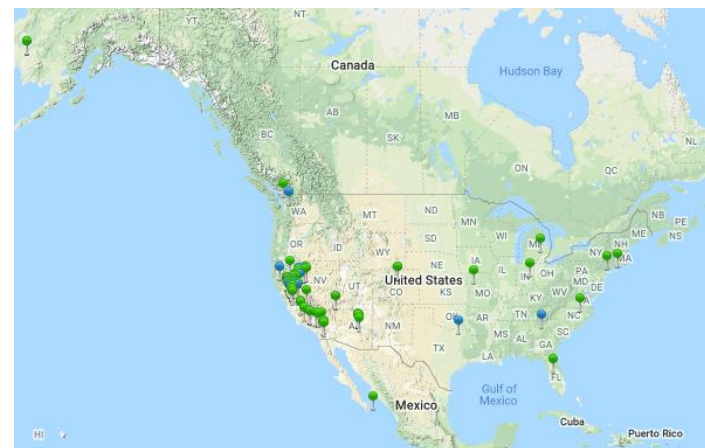 NT
YT
Canada
Hudson Bay
AB
MB
BC
SK
NL
ON
QC
WA
MT
ND
MN
NB
PE
ME
NS
OR
ID
WI
MI
NH
SD
NY
MA
WY
IA
NE
PA
NV
IL
IN
OH
MD
DE
UT
United States
CO
KS
MO
WV
KY
VA
OK
TN
NC
AZ
NM
AR
SC
MS
AL
GA
TX
LA
FL
Gulf of
Mexico
Mexico
Cuba
HI
Puerto Rico